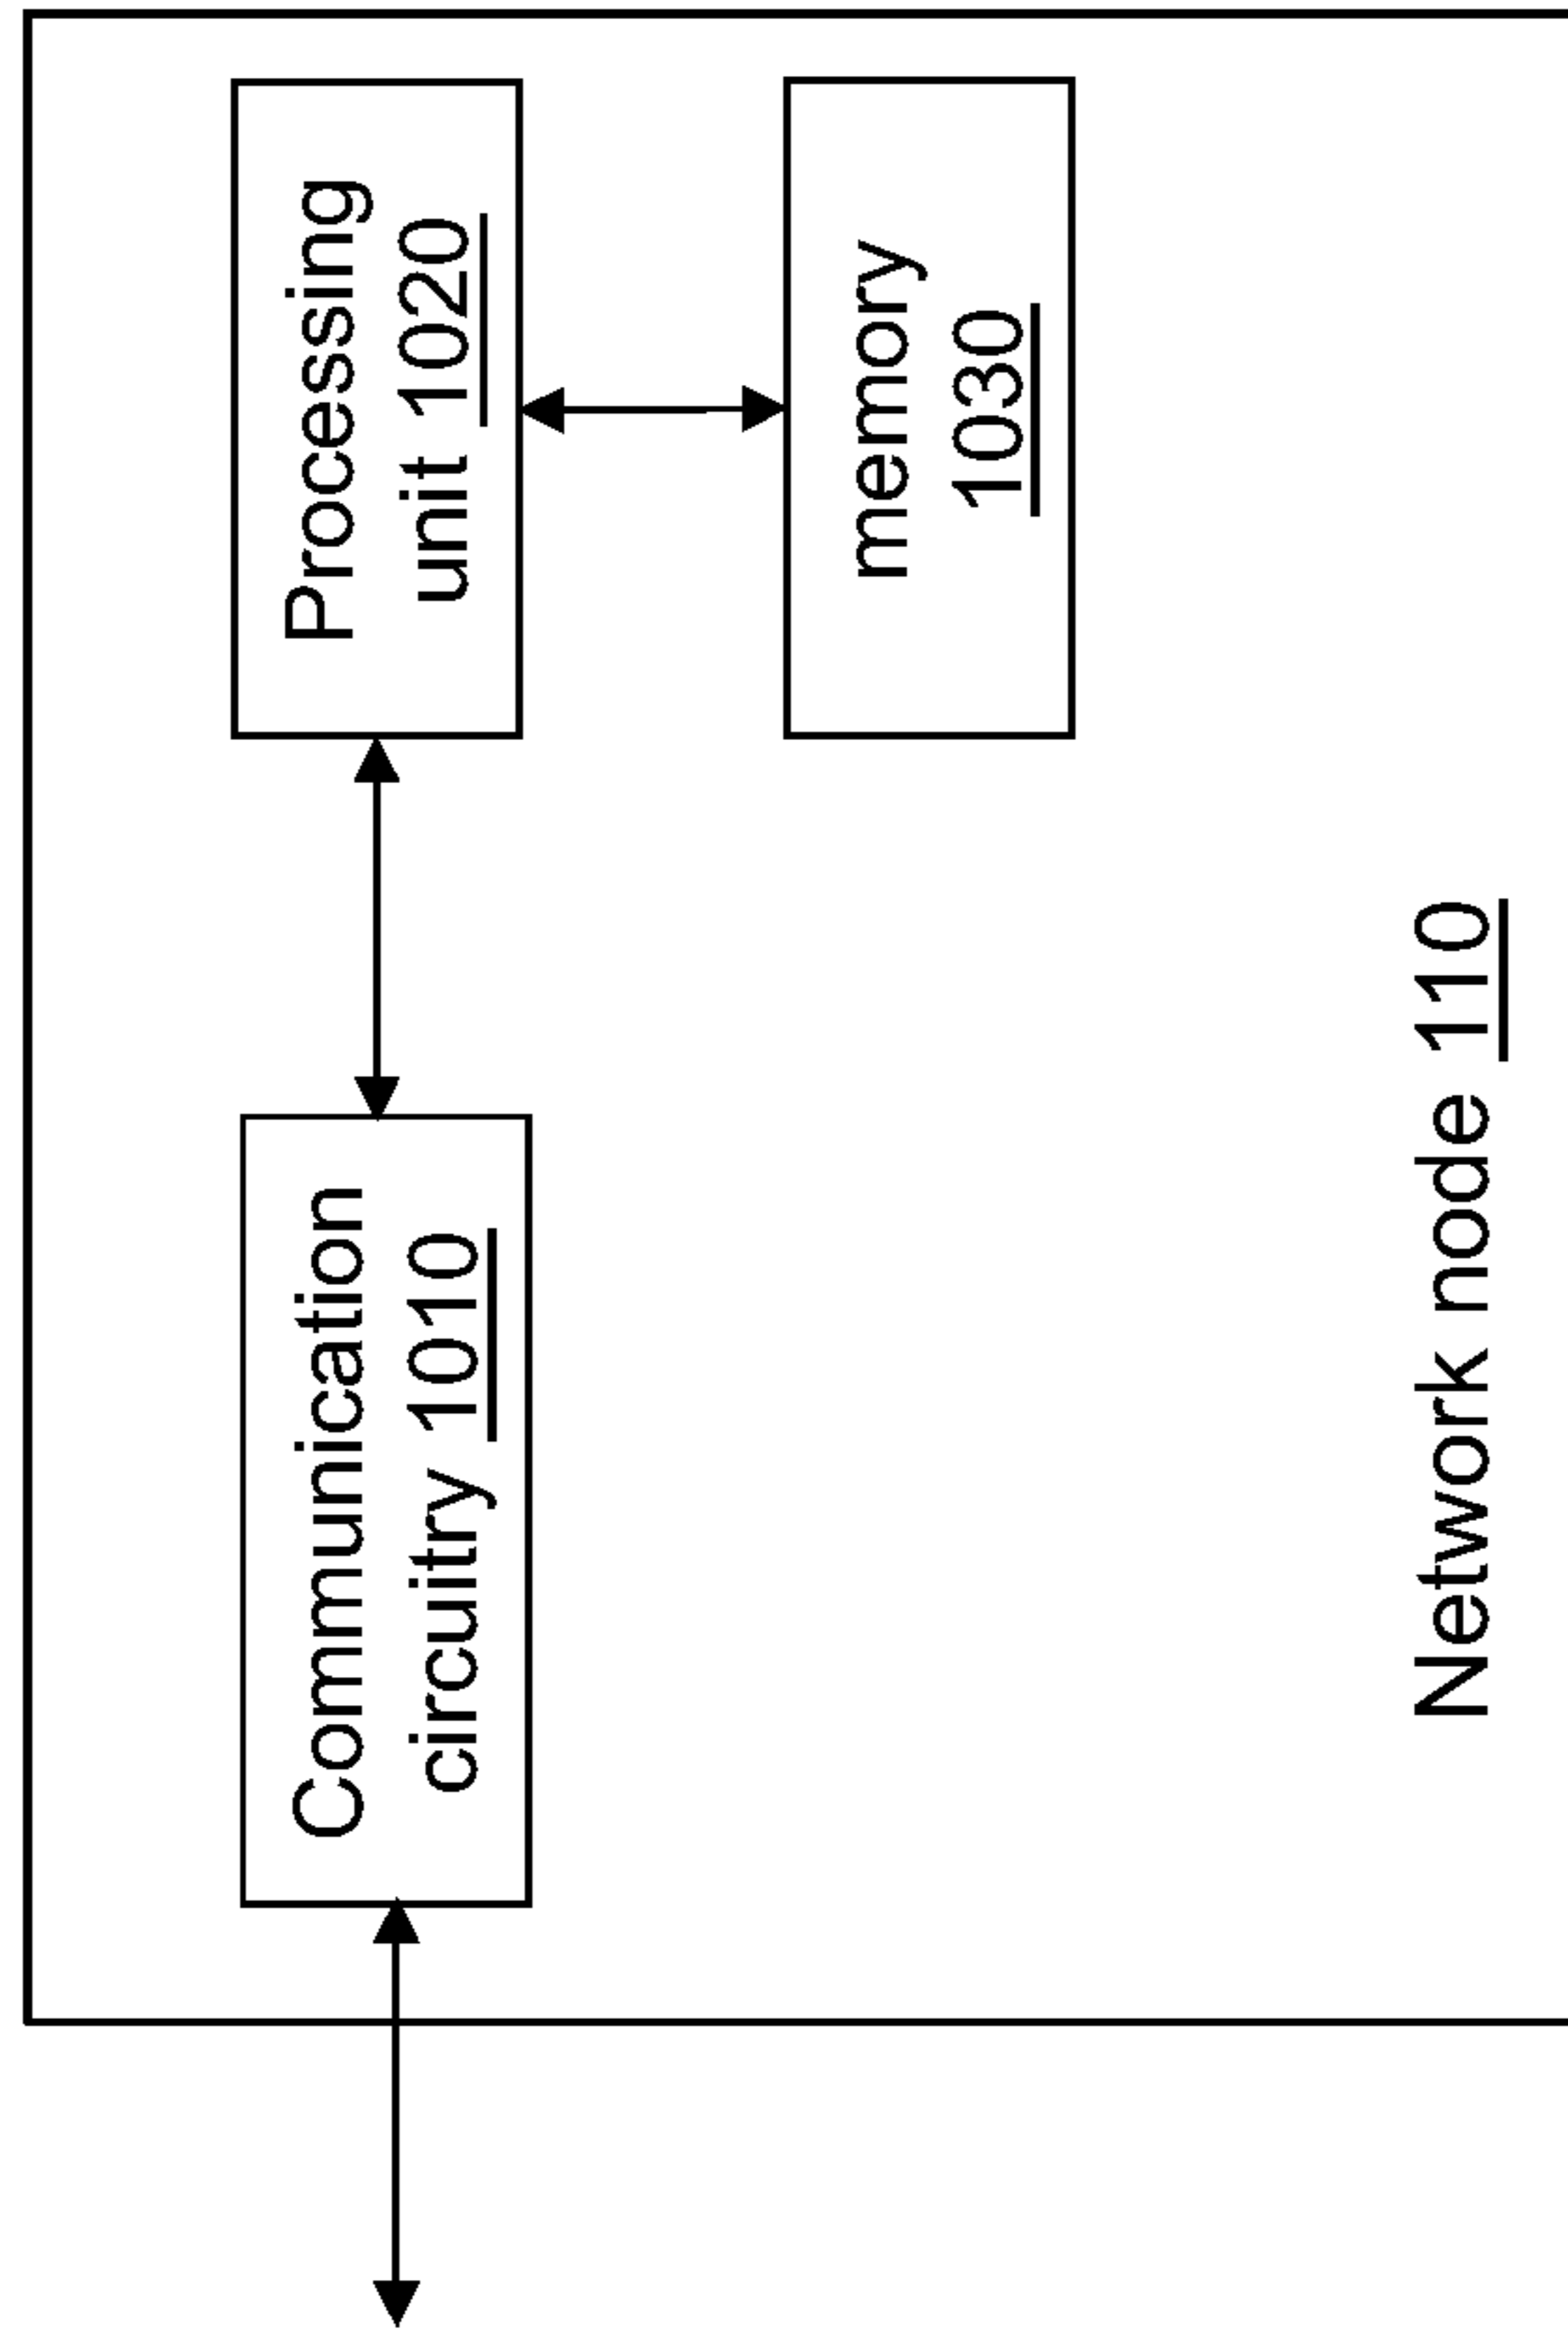 Communication
circuitry 1010
Processing
unit 1020
memory
1030
Network node 110